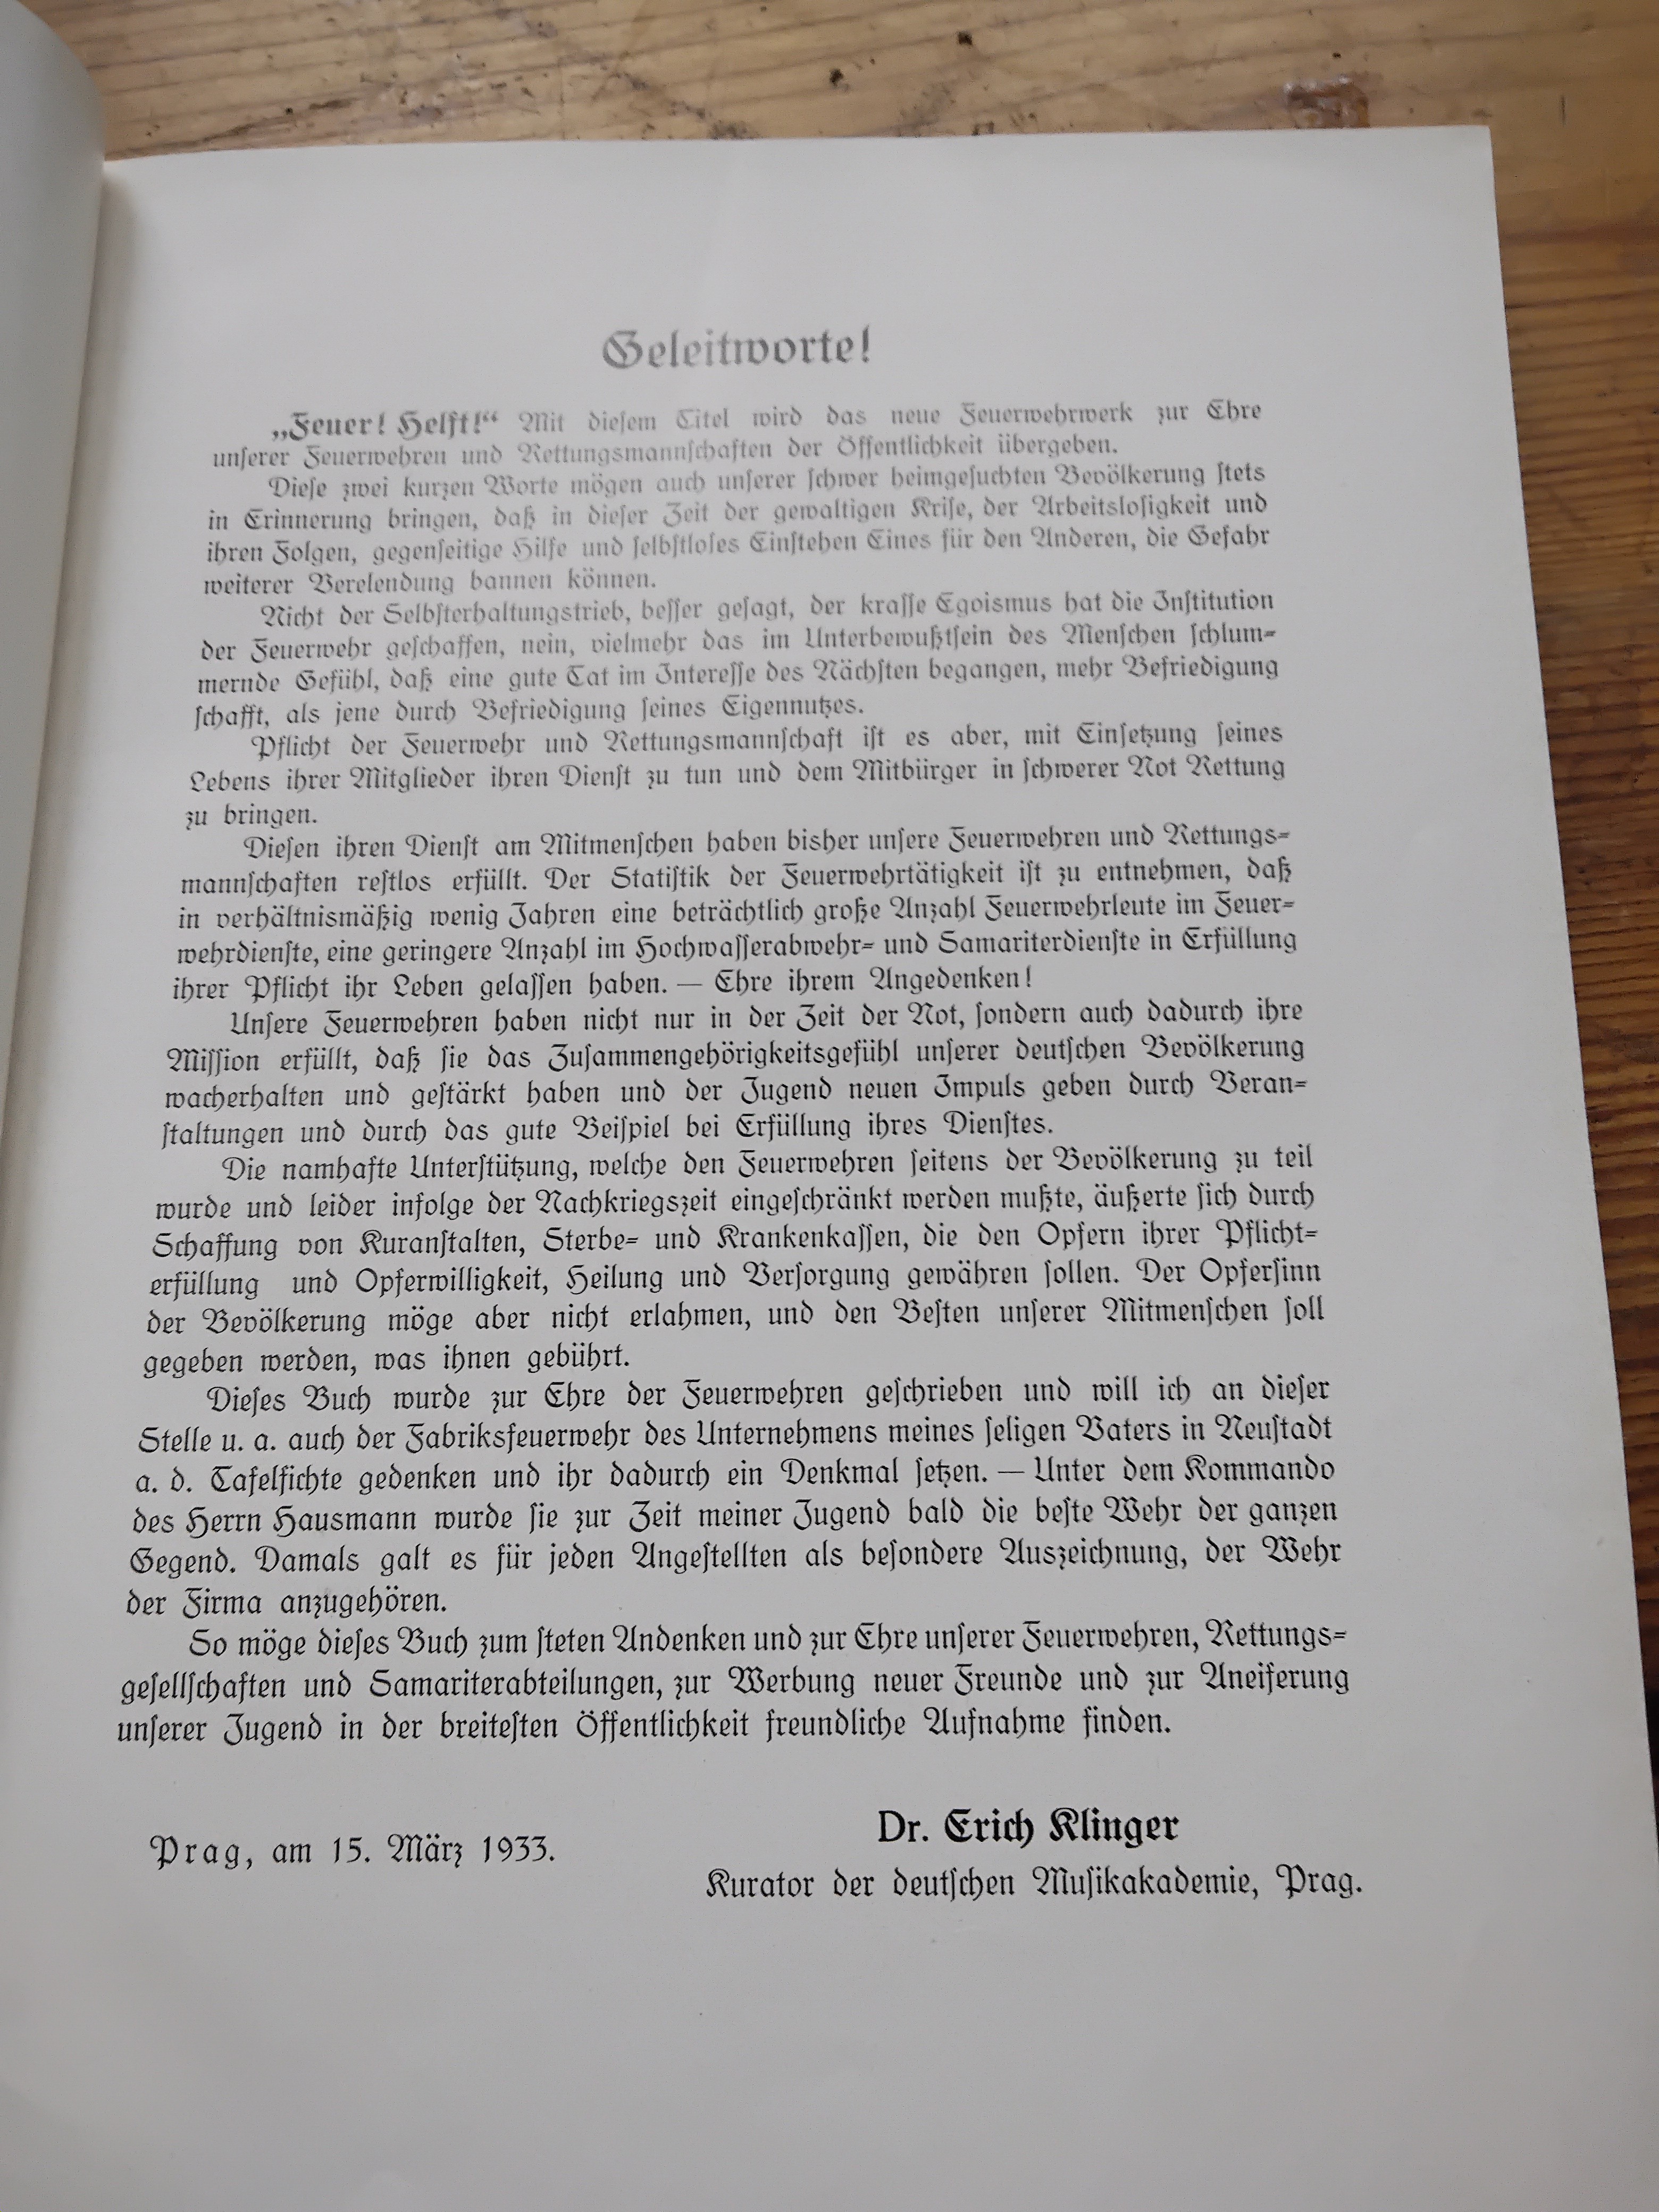 Geleitworte!
„Feuer! Helft!“ Mit dieſem Titel wird das neue Feuerwehrwerk zur Ehre
unſerer Feuerwehren und Rettungsmannſchaften der Öffentlichkeit übergeben.
Dieſe zwei kurzen Worte mögen auch unſerer ſchwer heimgeſuchten Bevölkerung ſtets
in Erinnerung bringen, daß in dieſer Zeit der gewaltigen Kriſe, der Arbeitsloſigkeit und
ihren Folgen, gegenſeitige Hilfe und ſelbſtloſes Einſtehen Eines für den Anderen, die Gefahr
weiterer Verelendung bannen können.
Nicht der Selbſterhaltungstrieb, beſſer geſagt, der kraſſe Egoismus hat die Inſtitution
der Feuerwehr geſchaffen, nein, vielmehr das im Unterbewußtſein des Menſchen ſchlum-
mernde Gefühl, daß eine gute Tat im Intereſſe des Nächſten begangen, mehr Befriedigung
ſchafft, als jene durch Befriedigung ſeines Eigennutzes.
Pflicht der Feuerwehr und Rettungsmannſchaft iſt es aber, mit Einſetzung ſeines
Lebens ihrer Mitglieder ihren Dienſt zu tun und dem Mitbürger in ſchwerer Not Rettung
zu bringen.
Dieſen ihren Dienſt am Mitmenſchen haben bisher unſere Feuerwehren und Rettungs-
mannſchaften reſtlos erfüllt. Der Statiſtik der Feuerwehrtätigkeit iſt zu entnehmen, daß
in verhältnismäßig wenig Jahren eine beträchtlich große Anzahl Feuerwehrleute im Feuer-
wehrdienſte, eine geringere Anzahl im Hochwaſſerabwehr- und Samariterdienſte in Erfüllung
ihrer Pflicht ihr Leben gelaſſen haben. — Ehre ihrem Angedenken!
Unſere Feuerwehren haben nicht nur in der Zeit der Not, ſondern auch dadurch ihre
Miſſion erfüllt, daß ſie das Zuſammengehörigkeitsgefühl unſerer deutſchen Bevölkerung
wacherhalten und geſtärkt haben und der Jugend neuen Impuls geben durch Veran-
ſtaltungen und durch das gute Beiſpiel bei Erfüllung ihres Dienſtes.
Die namhafte Unterſtützung, welche den Feuerwehren ſeitens der Bevölkerung zu teil
wurde und leider infolge der Nachkriegszeit eingeſchränkt werden mußte, äußerte ſich durch
Schaffung von Kuranſtalten, Sterbe- und Krankenkaſſen, die den Opfern ihrer Pflicht-
erfüllung und Opferwilligkeit, Heilung und Verſorgung gewähren ſollen. Der Opferſinn
der Bevölkerung möge aber nicht erlahmen, und den Beſten unſerer Mitmenſchen ſoll
gegeben werden, was ihnen gebührt.
Dieſes Buch wurde zur Ehre der Feuerwehren geſchrieben und will ich an dieſer
Stelle u. a. auch der Fabriksfeuerwehr des Unternehmens meines ſeligen Vaters in Neuſtadt
a. d. Tafelfichte gedenken und ihr dadurch ein Denkmal ſetzen. — Unter dem Kommando
des Herrn Hausmann wurde ſie zur Zeit meiner Jugend bald die beſte Wehr der ganzen
Gegend. Damals galt es für jeden Angeſtellten als beſondere Auszeichnung, der Wehr
der Firma anzugehören.
So möge dieſes Buch zum ſteten Andenken und zur Ehre unſerer Feuerwehren, Rettungs-
geſellſchaften und Samariterabteilungen, zur Werbung neuer Freunde und zur Aneiferung
unſerer Jugend in der breiteſten Öffentlichkeit freundliche Aufnahme finden.
Dr. Erich Klinger
Prag, am 15. März 1933.
Kurator der deutſchen Muſikakademie, Prag.